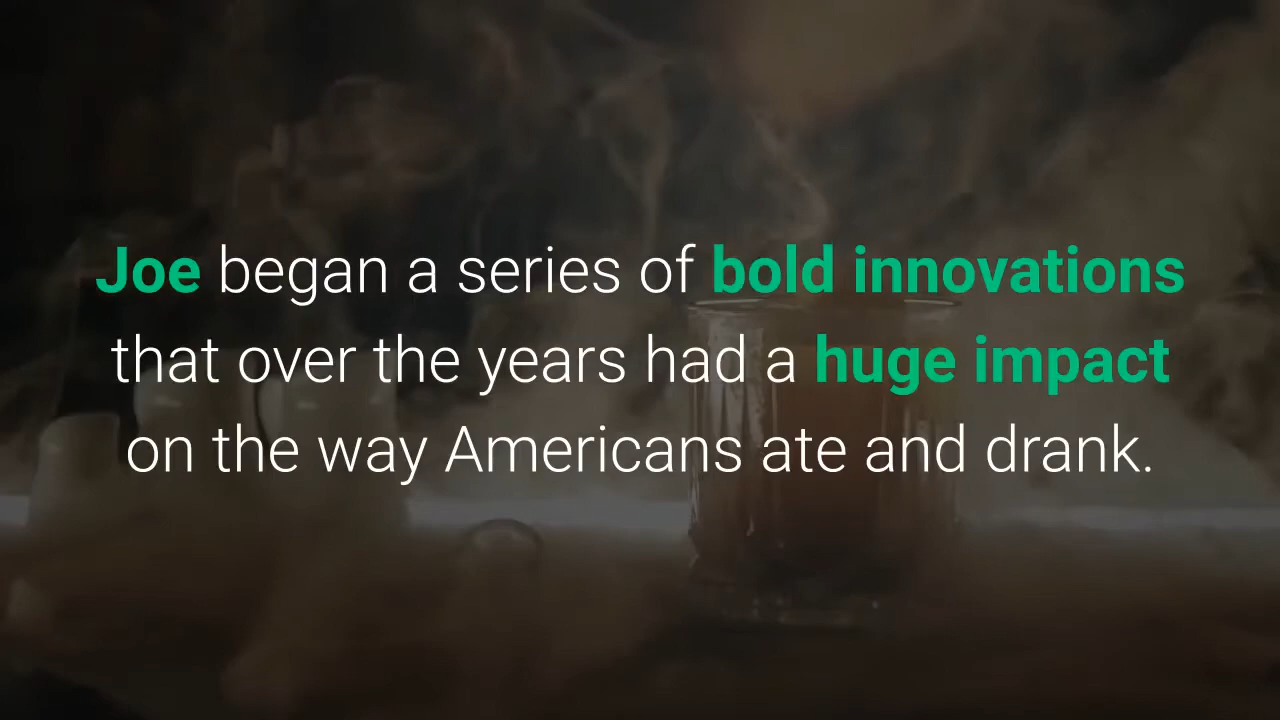 Joe began a series of bold innovations
that over the years had a huge impact
on the way Americans ate and drank.